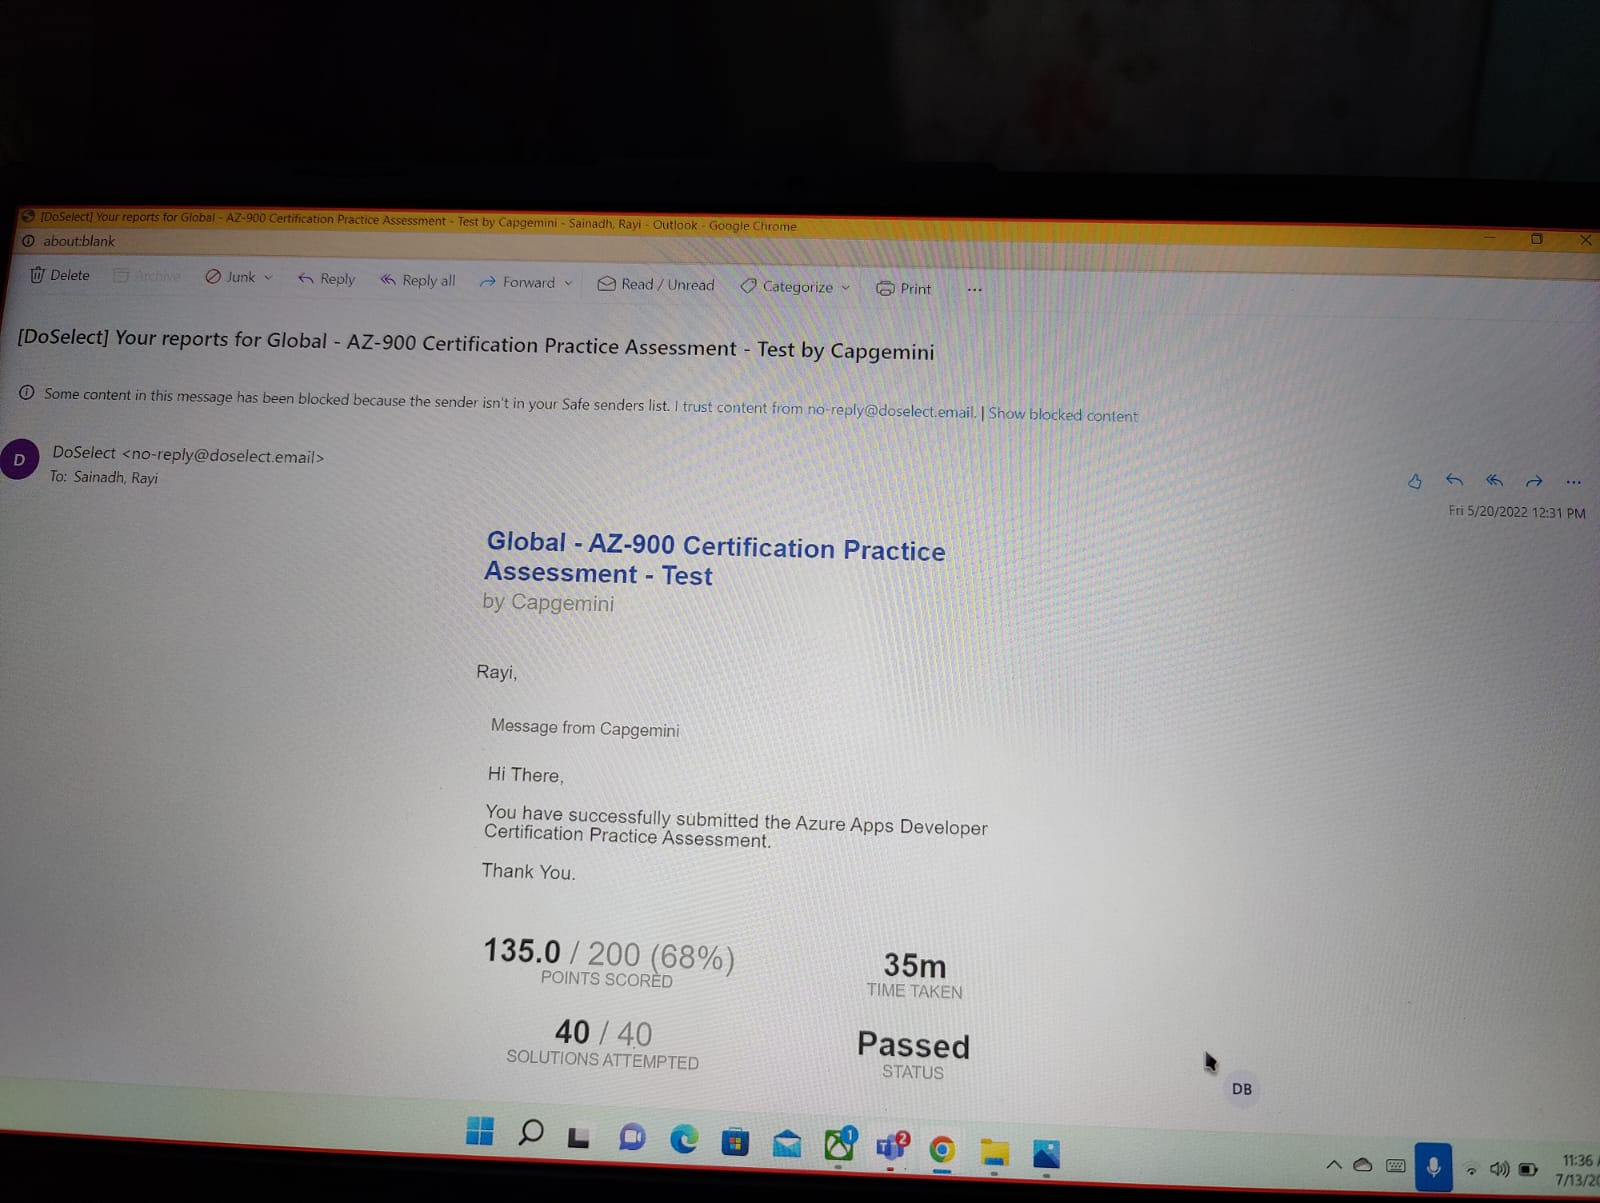 [DoSelect] Your reports for Global - AZ-900 Certification Practice Assessment - Test by Capgemini - Sainadh, Rayi - Outlook - Google Chrome
about:blank
Delete Archive Junk Reply Reply all Forward Read / Unread Categorize Print ...
[DoSelect] Your reports for Global - AZ-900 Certification Practice Assessment - Test by Capgemini
Some content in this message has been blocked because the sender isn't in your Safe senders list. I trust content from no-reply@doselect.email. | Show blocked content
D
DoSelect <no-reply@doselect.email>
To: Sainadh, Rayi
Fri 5/20/2022 12:31 PM
Global - AZ-900 Certification Practice
Assessment - Test
by Capgemini
Rayi,
Message from Capgemini
Hi There,
You have successfully submitted the Azure Apps Developer
Certification Practice Assessment.
Thank You.
135.0 / 200 (68%)
POINTS SCORED
35m
TIME TAKEN
40 / 40
SOLUTIONS ATTEMPTED
Passed
STATUS
DB
1
2
11:36
7/13/20